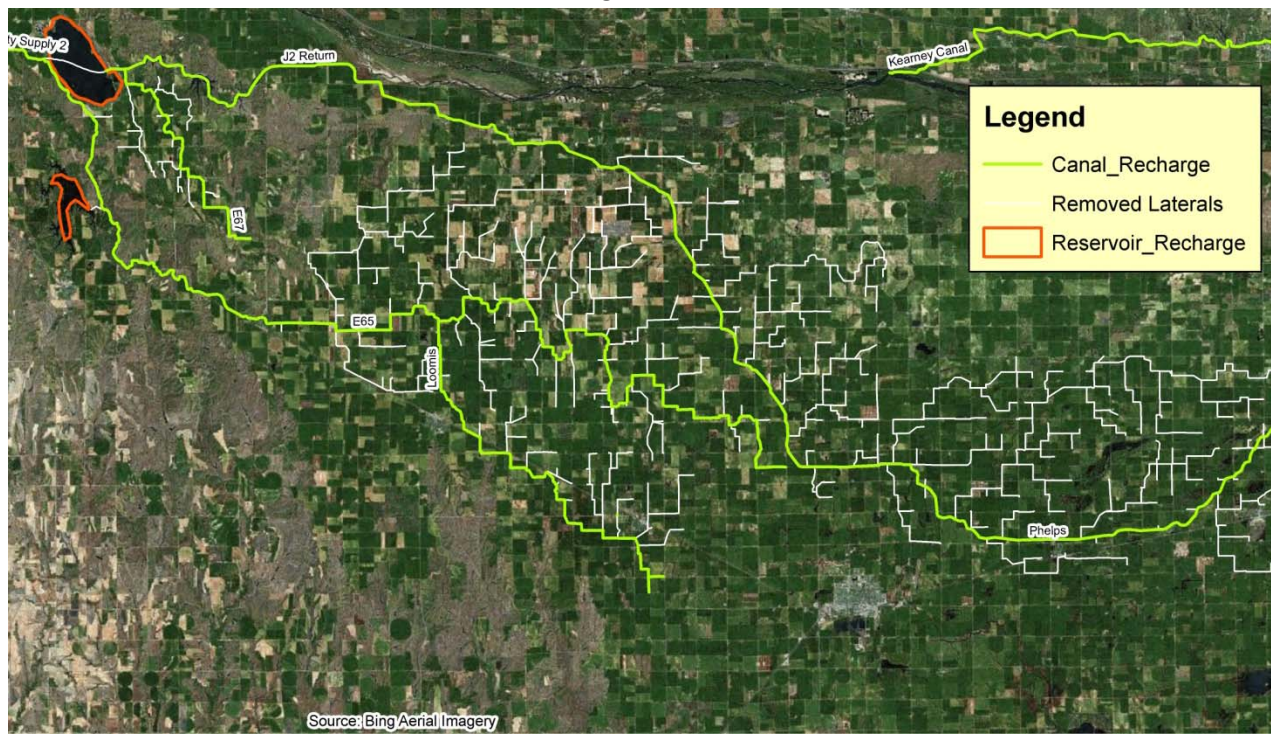 ty Supply 2
J2 Return
Kearney Canal
Legend
Canal_Recharge
Removed Laterals
Reservoir_Recharge
E67
E65
Loomis
Phelps
Source: Bing Aerial Imagery